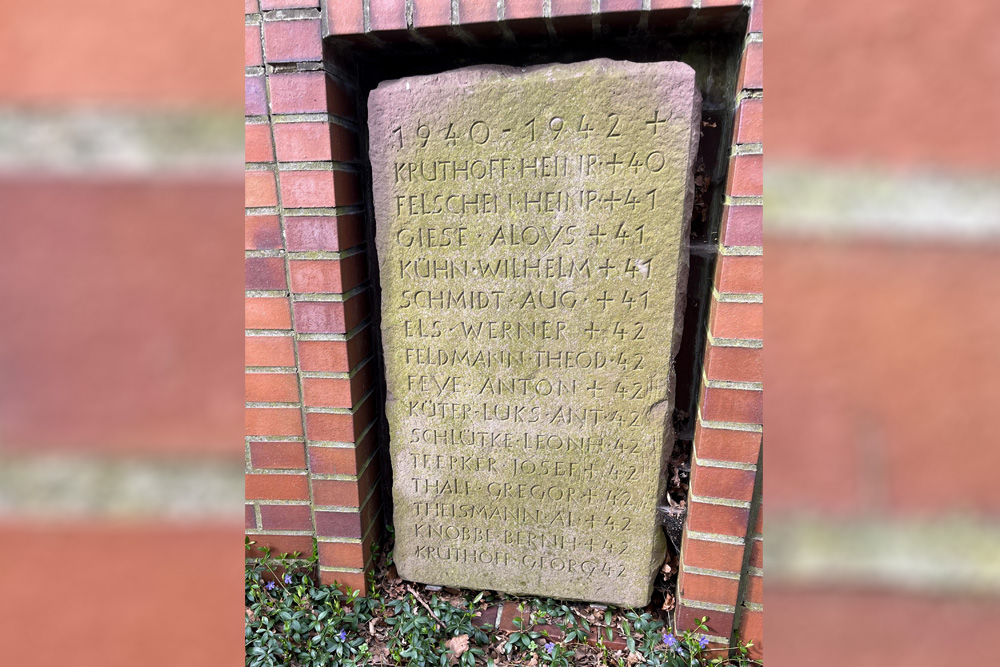 1940 - 1942 +
KRUTHOFF·HEINR·+40
FELSCHEN·HEINR·+41
GIESE·ALOYS +41
KÜHN·WILHELM +41
SCHMIDT·AUG·+41
ELS·WERNER +42
FELDMANN·THEOD·42
FEYE·ANTON + 42
KÜTER-LUKS·ANT·42
SCHLÜTKE·LEONH·42
TEERKER·JOSEF+42
THALE·GREGOR+42
THEISMANN·AL·+42
KNOBBE·BERNH+42
KRUTHOFF·GEORG 42